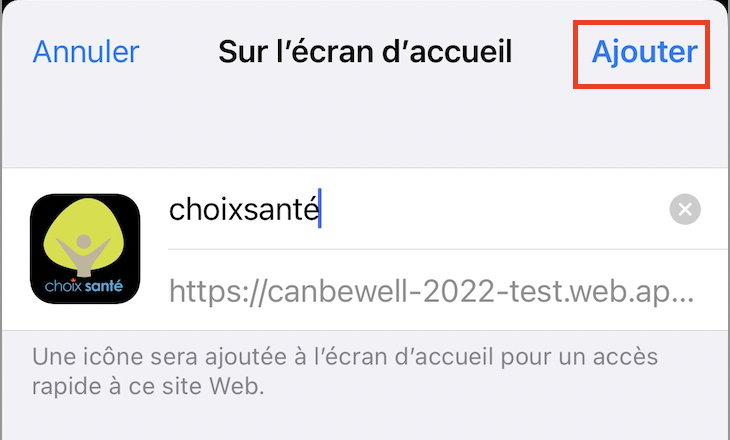 Annuler Sur l’écran d’accueil Ajouter
choixsanté
choix santé
https://canbewell-2022-test.web.ap...
Une icône sera ajoutée à l’écran d’accueil pour un accès
rapide à ce site Web.